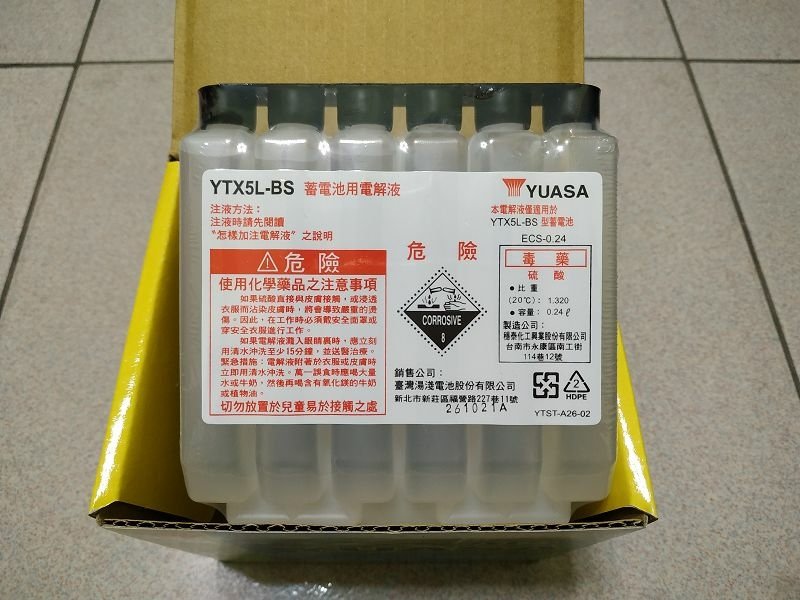 YTX5L-BS 蓄電池用電解液
注液方法：
注液時請先閱讀
"怎樣加注電解液"之說明
YUASA
本電解液僅適用於
YTX5L-BS 型蓄電池
ECS-0.24
危險
使用化學藥品之注意事項
如果硫酸直接與皮膚接觸，或浸透
衣服而沾染皮膚時，將會導致嚴重的燙
傷。因此，在工作時必須戴安全面罩或
穿安全衣服進行工作。
如果電解液濺入眼睛裏時，應立刻
用清水沖洗至少15分鐘，並送醫治療。
緊急措施：電解液附著於衣服或皮膚時
立即用清水沖洗。萬一誤食時應喝大量
水或牛奶，然後再喝含有氧化鎂的牛奶
或植物油。
切勿放置於兒童易於接觸之處
危 險
CORROSIVE
8
毒 藥
硫 酸
●比 重
(20℃)：1.320
●容量：0.24ℓ
製造公司：
穩泰化工興業股份有限公司
台南市永康區南工街
114巷12號
銷售公司：
臺灣湯淺電池股份有限公司
新北市新莊區福營路227巷11號
261021A
2
HDPE
YTST-A26-02